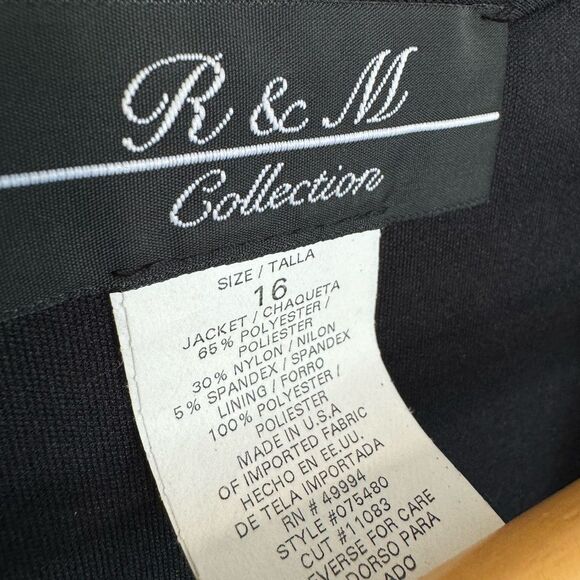 R & M
Collection
SIZE / TALLA
16
JACKET / CHAQUETA
65% POLYESTER /
POLIESTER
30% NYLON / NILON
5% SPANDEX / SPANDEX
LINING / FORRO
100% POLYESTER /
POLIESTER
MADE IN U.S.A
OF IMPORTED FABRIC
HECHO EN EE.UU.
DE TELA IMPORTADA
RN # 49994
STYLE #075480
CUT #11083
FOR CARE
DORSO PARA